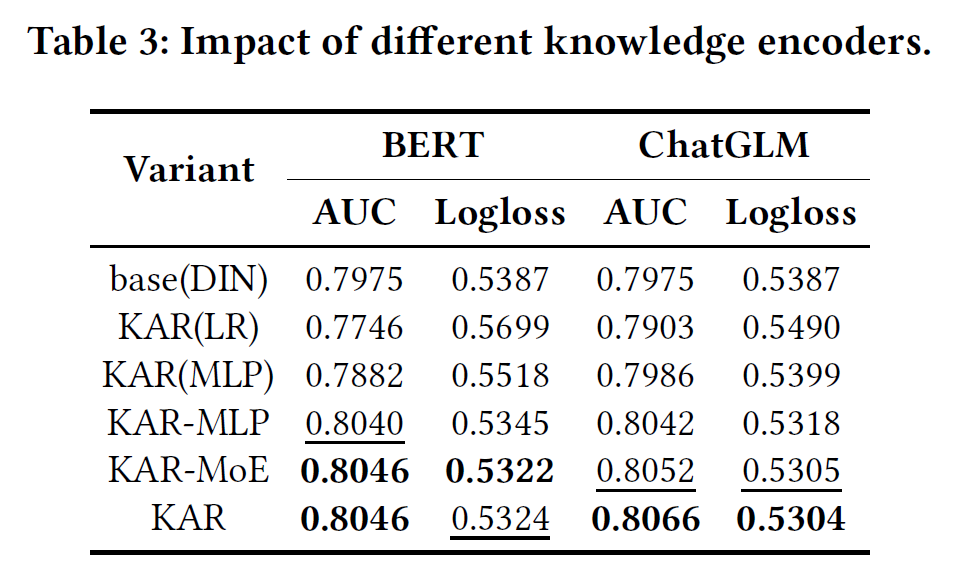 Table 3: Impact of different knowledge encoders.
Variant BERT ChatGLM
AUC Logloss AUC Logloss
base(DIN) 0.7975 0.5387 0.7975 0.5387
KAR(LR) 0.7746 0.5699 0.7903 0.5490
KAR(MLP) 0.7882 0.5518 0.7986 0.5399
KAR-MLP 0.8040 0.5345 0.8042 0.5318
KAR-MoE 0.8046 0.5322 0.8052 0.5305
KAR 0.8046 0.5324 0.8066 0.5304